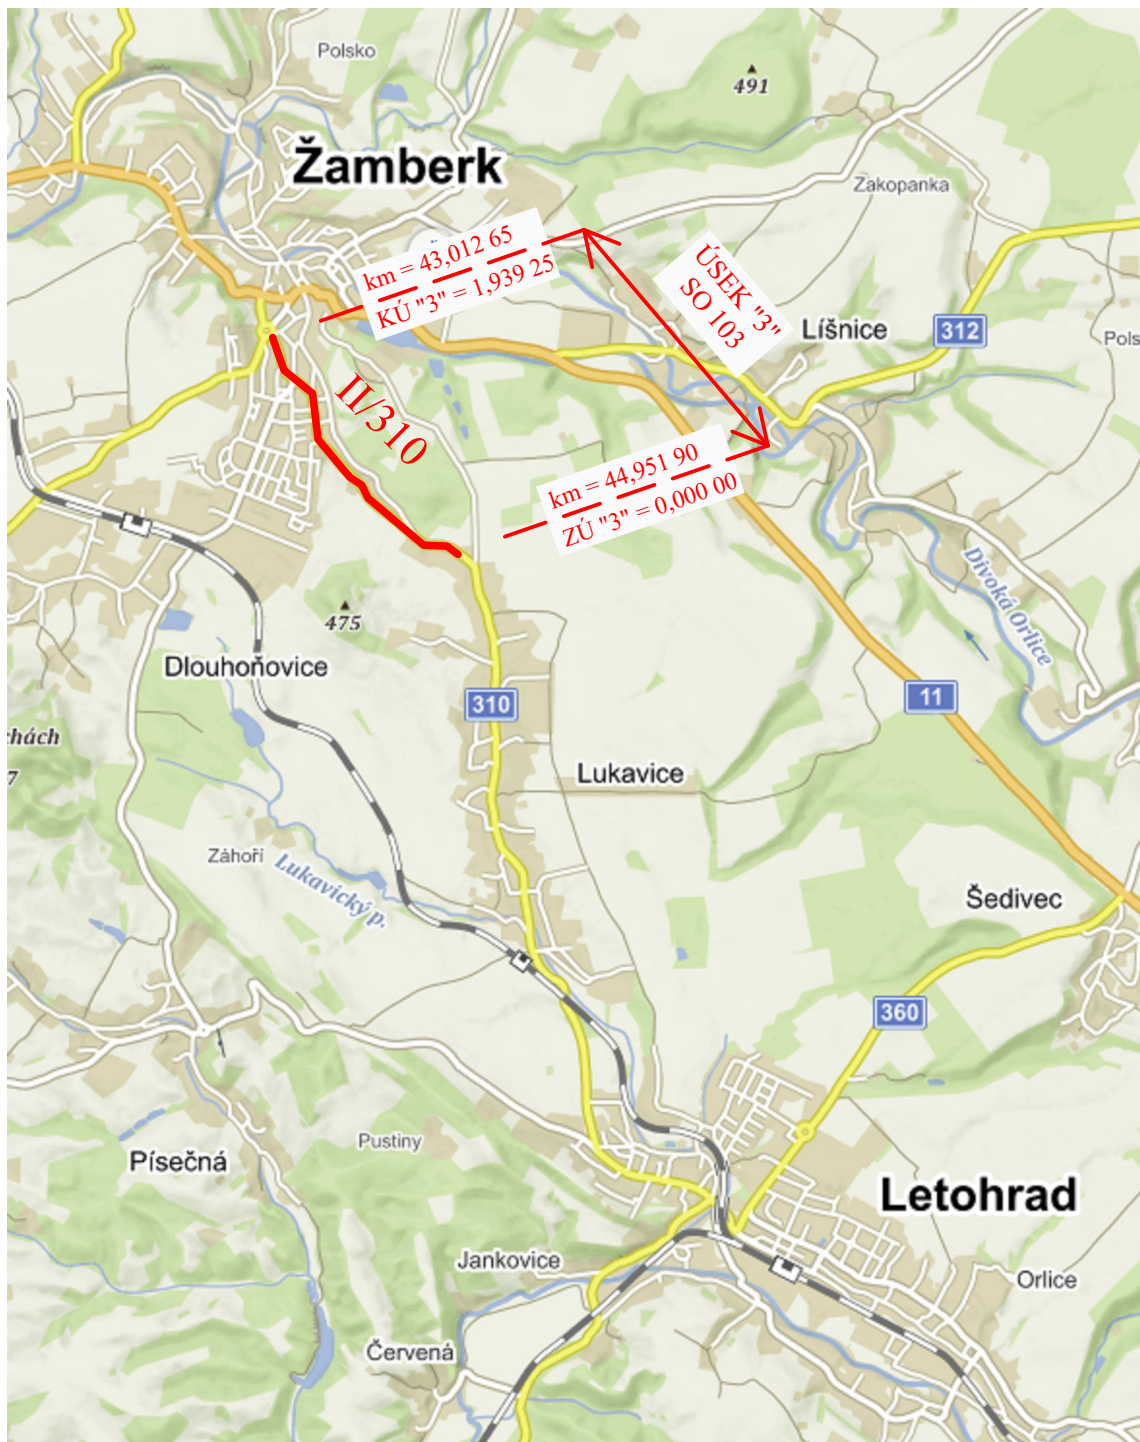 Polsko
491
Žamberk
Zakopanka
km = 43,012 65
KÚ "3" = 1,939 25
ÚSEK "3"
SO 103
Líšnice
312
Pols
II/310
km = 44,951 90
ZÚ "3" = 0,000 00
Divoká Orlice
475
Dlouhoňovice
310
11
chách
7
Lukavice
Záhoří
Lukavický p.
Šedivec
360
Pustiny
Písečná
Letohrad
Jankovice
Orlice
Červená